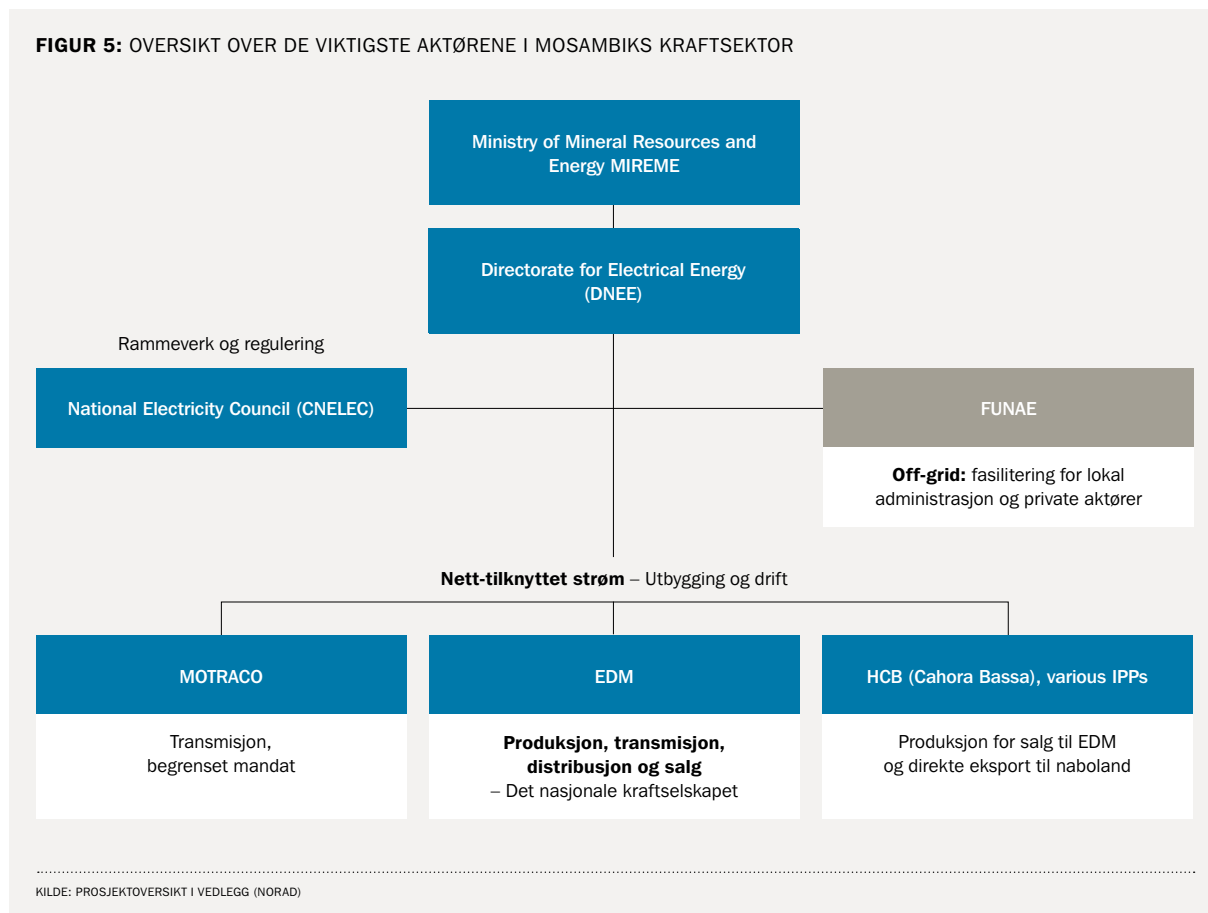 FIGUR 5: OVERSIKT OVER DE VIKTIGSTE AKTØRENE I MOSAMBIKS KRAFTSEKTOR
Ministry of Mineral Resources and
Energy MIREME
Directorate for Electrical Energy
(DNEE)
Rammeverk og regulering
National Electricity Council (CNELEC)
FUNAE
Off-grid: fasilitering for lokal
administrasjon og private aktører
Nett-tilknyttet strøm – Utbygging og drift
MOTRACO
Transmisjon,
begrenset mandat
EDM
Produksjon, transmisjon,
distribusjon og salg
– Det nasjonale kraftselskapet
HCB (Cahora Bassa), various IPPs
Produksjon for salg til EDM
og direkte eksport til naboland
KILDE: PROSJEKTOVERSIKT I VEDLEGG (NORAD)